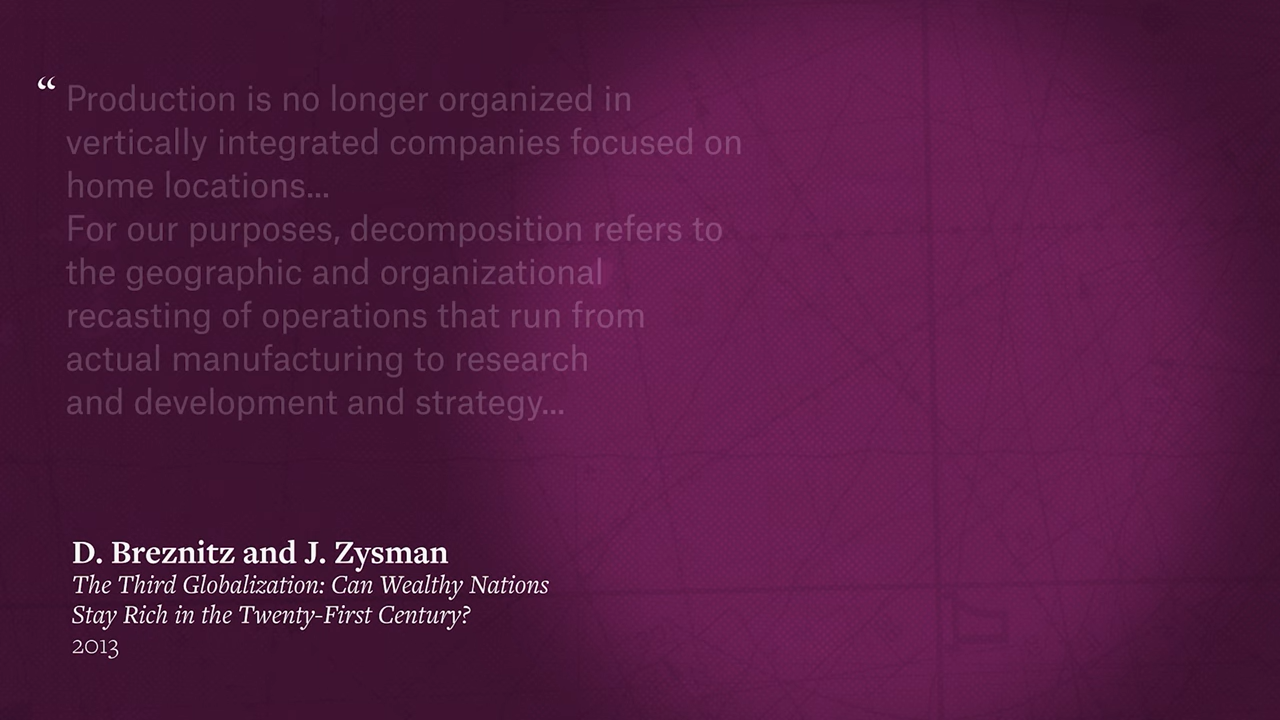 “ Production is no longer organized in
vertically integrated companies focused on
home locations...
For our purposes, decomposition refers to
the geographic and organizational
recasting of operations that run from
actual manufacturing to research
and development and strategy...
D. Breznitz and J. Zysman
The Third Globalization: Can Wealthy Nations
Stay Rich in the Twenty-First Century?
2013